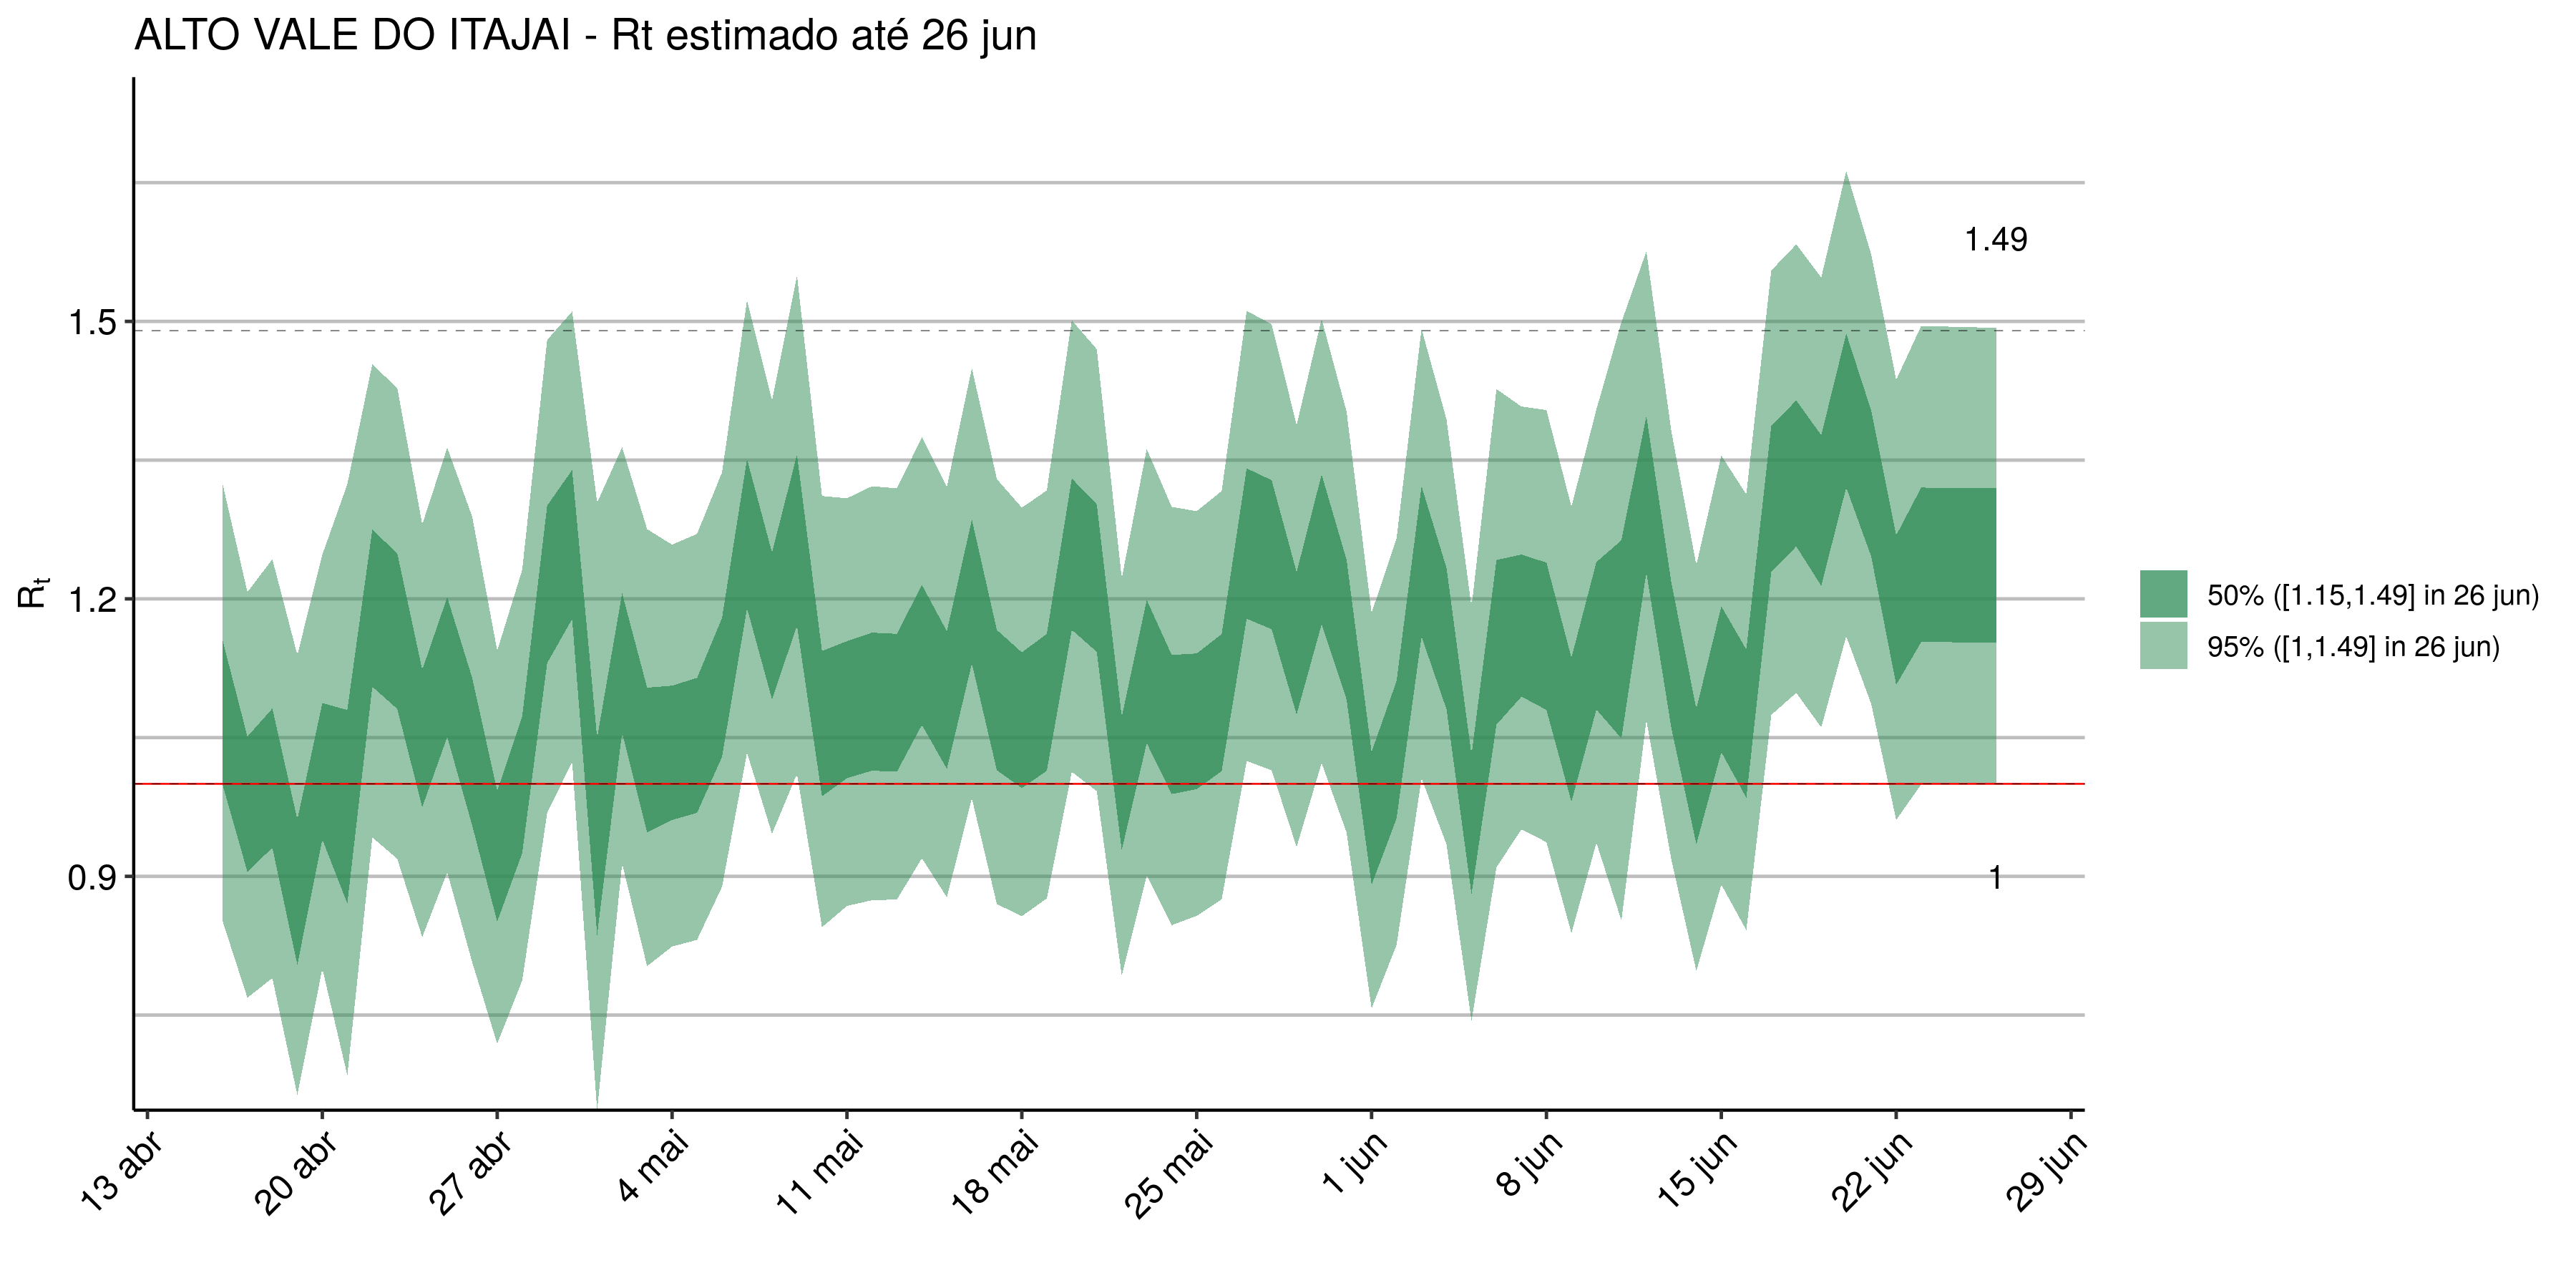 ALTO VALE DO ITAJAI - Rt estimado até 26 jun
1.49
1.5
1.2
0.9
1
Rt
50% ([1.15,1.49] in 26 jun)
95% ([1,1.49] in 26 jun)
13 abr
20 abr
27 abr
4 mai
11 mai
18 mai
25 mai
1 jun
8 jun
15 jun
22 jun
29 jun